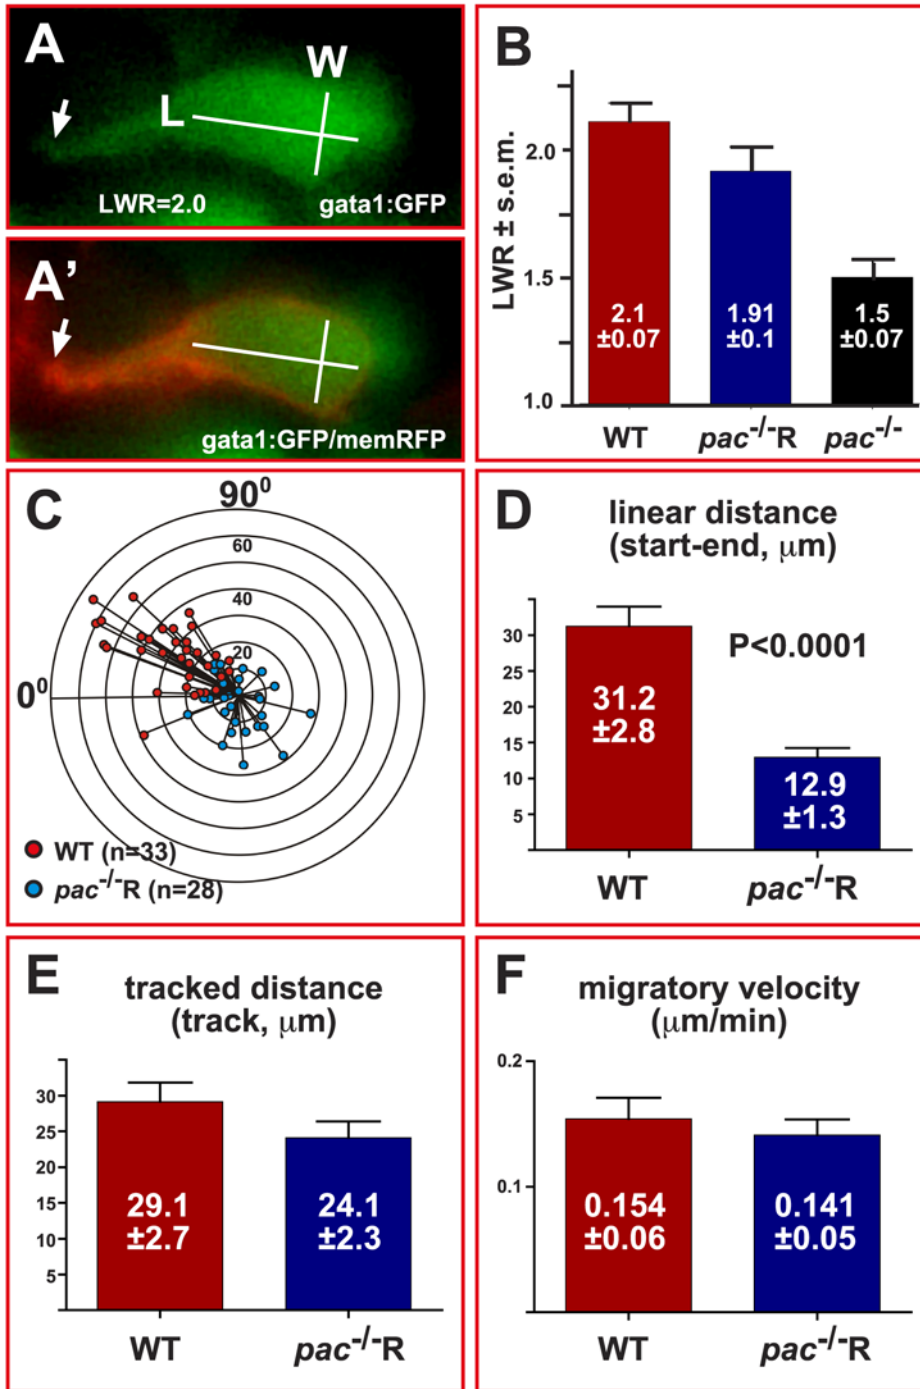 A
W
L
LWR=2.0
gata1:GFP
A'
gata1:GFP/memRFP
B
LWR ± s.e.m.
2.0
1.5
1.0
2.1
±0.07
1.91
±0.1
1.5
±0.07
WT
pac-/-R
pac-/-
C
90⁰
60
40
20
0⁰
WT (n=33)
pac-/-R (n=28)
D
linear distance
(start-end, µm)
P<0.0001
30
25
20
15
10
5
31.2
±2.8
12.9
±1.3
WT
pac-/-R
E
tracked distance
(track, µm)
30
25
20
15
10
5
29.1
±2.7
24.1
±2.3
WT
pac-/-R
F
migratory velocity
(µm/min)
0.2
0.1
0
0.154
±0.06
0.141
±0.05
WT
pac-/-R